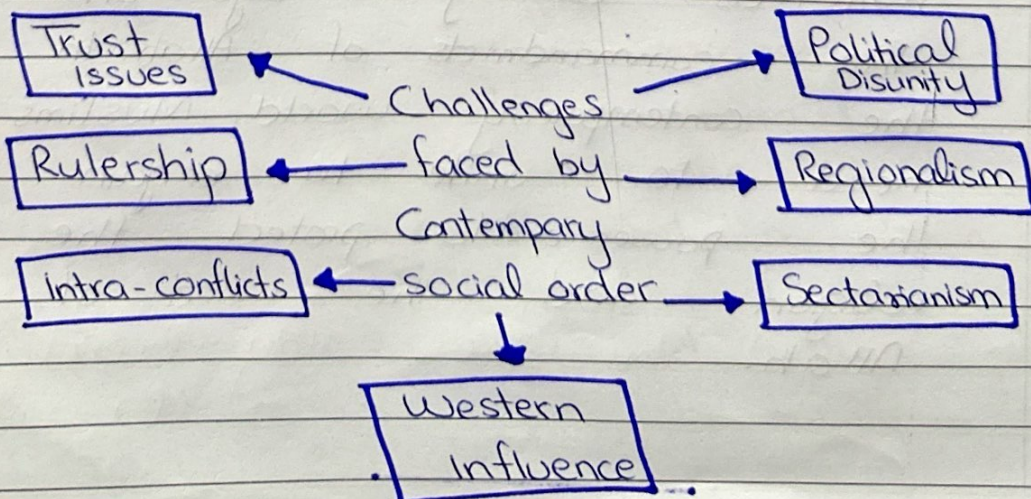 Trust
Issues
Political
Disunity
Challenges
faced by
Contempary
social order
Rulership
Regionalism
intra-conflicts
Sectarianism
Western
Influence